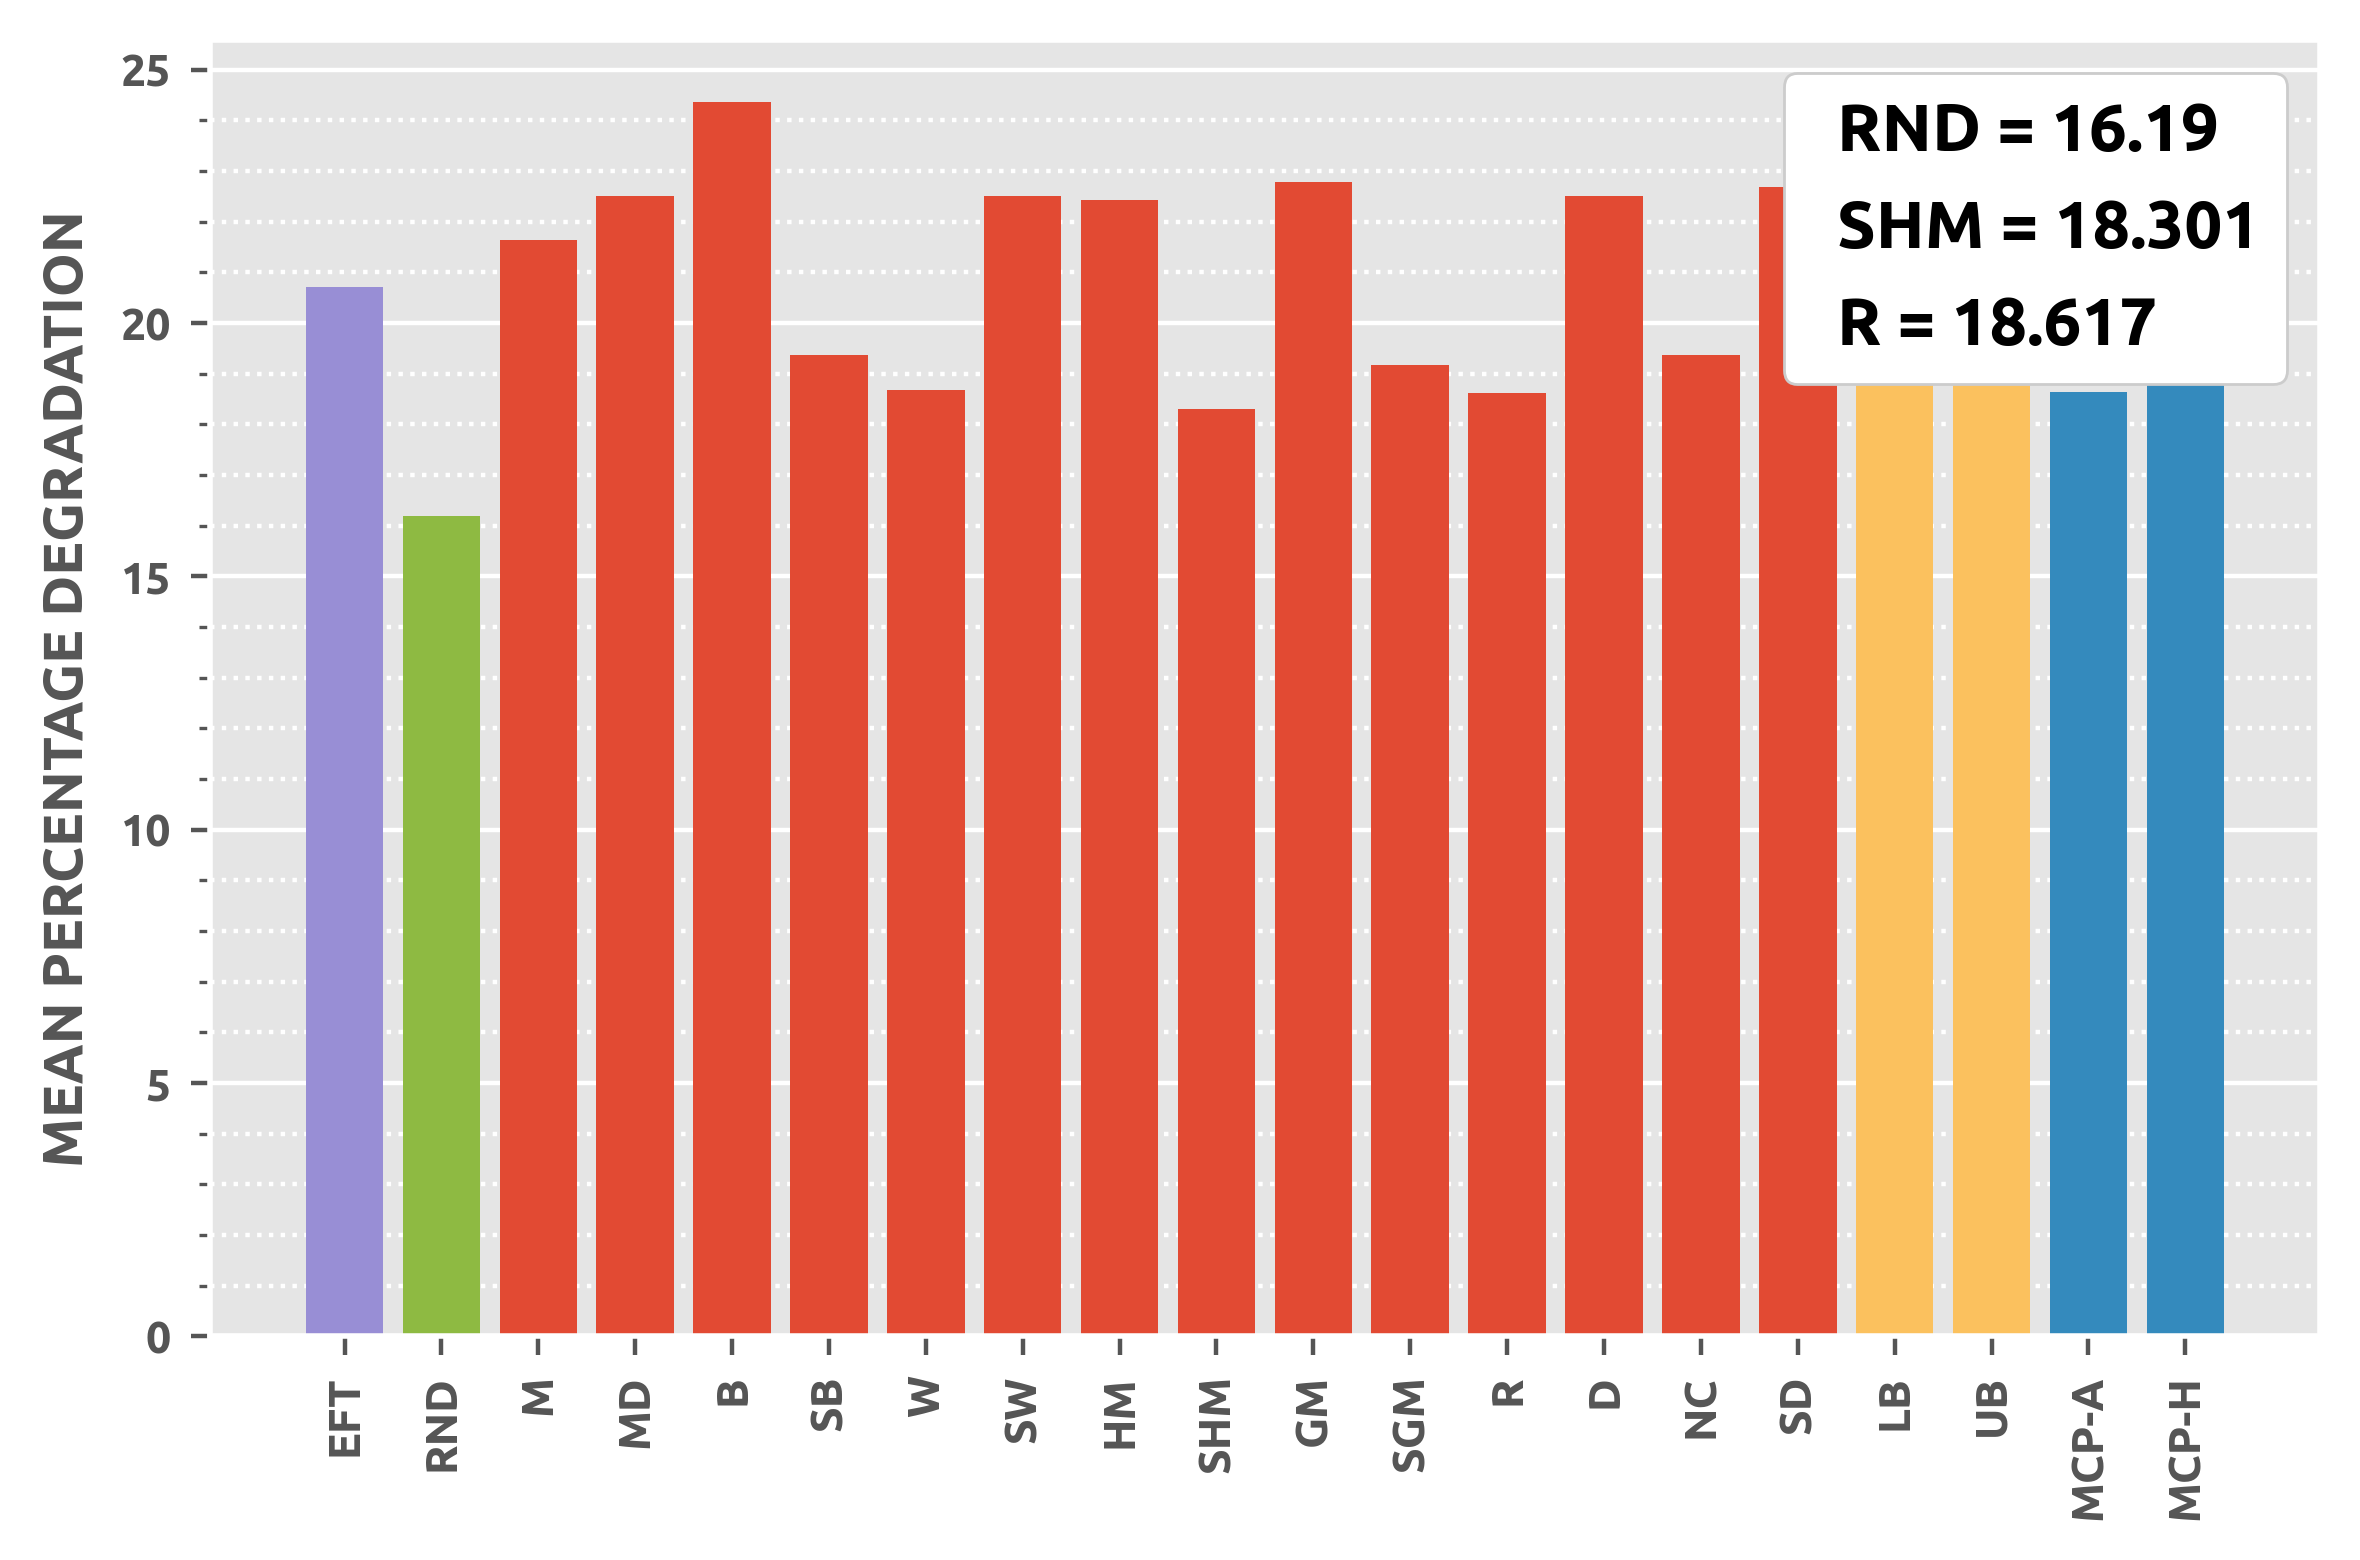 MEAN PERCENTAGE DEGRADATION
25
20
15
10
5
0
RND = 16.19
SHM = 18.301
R = 18.617
EFT
RND
M
MD
B
SB
W
SW
HM
SHM
GM
SGM
R
D
NC
SD
LB
UB
MCP-A
MCP-H